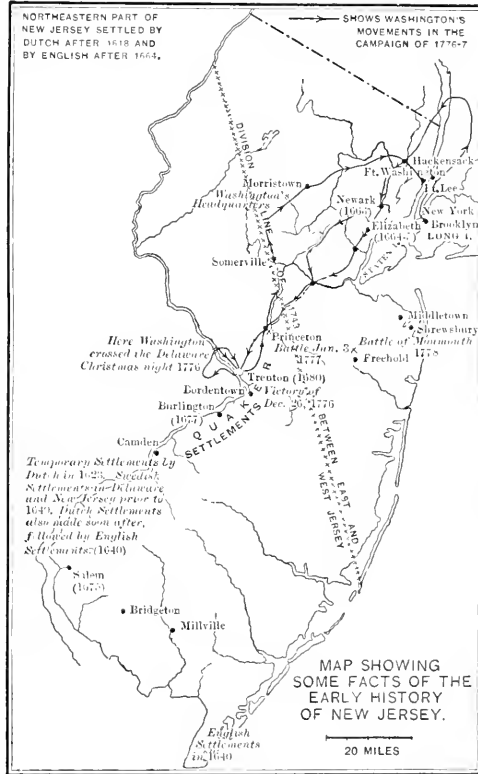 NORTHEASTERN PART OF
NEW JERSEY SETTLED BY
DUTCH AFTER 1618 AND
BY ENGLISH AFTER 1664.
SHOWS WASHINGTON'S
MOVEMENTS IN THE
CAMPAIGN OF 1776-7
DIVISION
LINE OF 1743
BETWEEN EAST AND
WEST JERSEY
Hackensack
Ft. Washington
Ft. Lee
Morristown
Washington's
Headquarters
Newark
(1666)
New York
Elizabeth
(1664-5)
Brooklyn
LONG I.
STATEN I.
Somerville
Middletown
Shrewsbury
Princeton
Battle Jan. 3
1777
Battle of Monmouth
1778
Freehold
Here Washington
crossed the Delaware
Christmas night 1776
Trenton (1680)
Bordentown
Victory of
Dec. 26, 1776
Burlington
(1677)
QUAKER
SETTLEMENTS
Camden
Temporary Settlements by
Dutch in 1623. Swedish
Settlements in Delaware
and New Jersey prior to
1640. Dutch Settlements
also made soon after,
followed by English
Settlements (1640)
Salem
(1675)
Bridgeton
Millville
English
Settlements
in 1640
MAP SHOWING
SOME FACTS OF THE
EARLY HISTORY
OF NEW JERSEY.
20 MILES